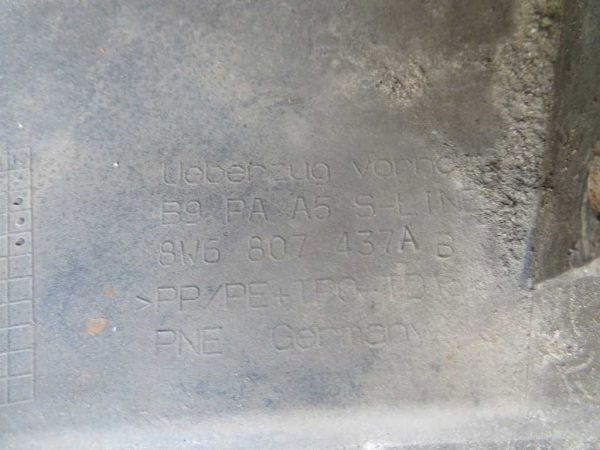 Ueberzug vorne
B9 PA A5 S-LINE
8W6 807 437A B
>PP/PE+TPO-TD
PNE Germany